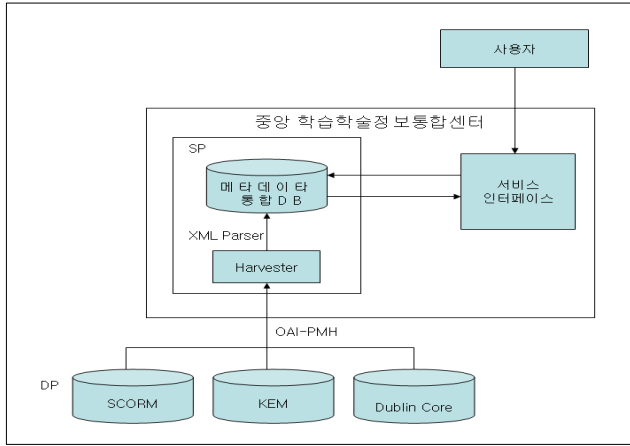 사용자
중앙 학습학술정보통합센터
SP
메타데이타
통합DB
서비스
인터페이스
XML Parser
Harvester
OAI-PMH
DP
SCORM
KEM
Dublin Core